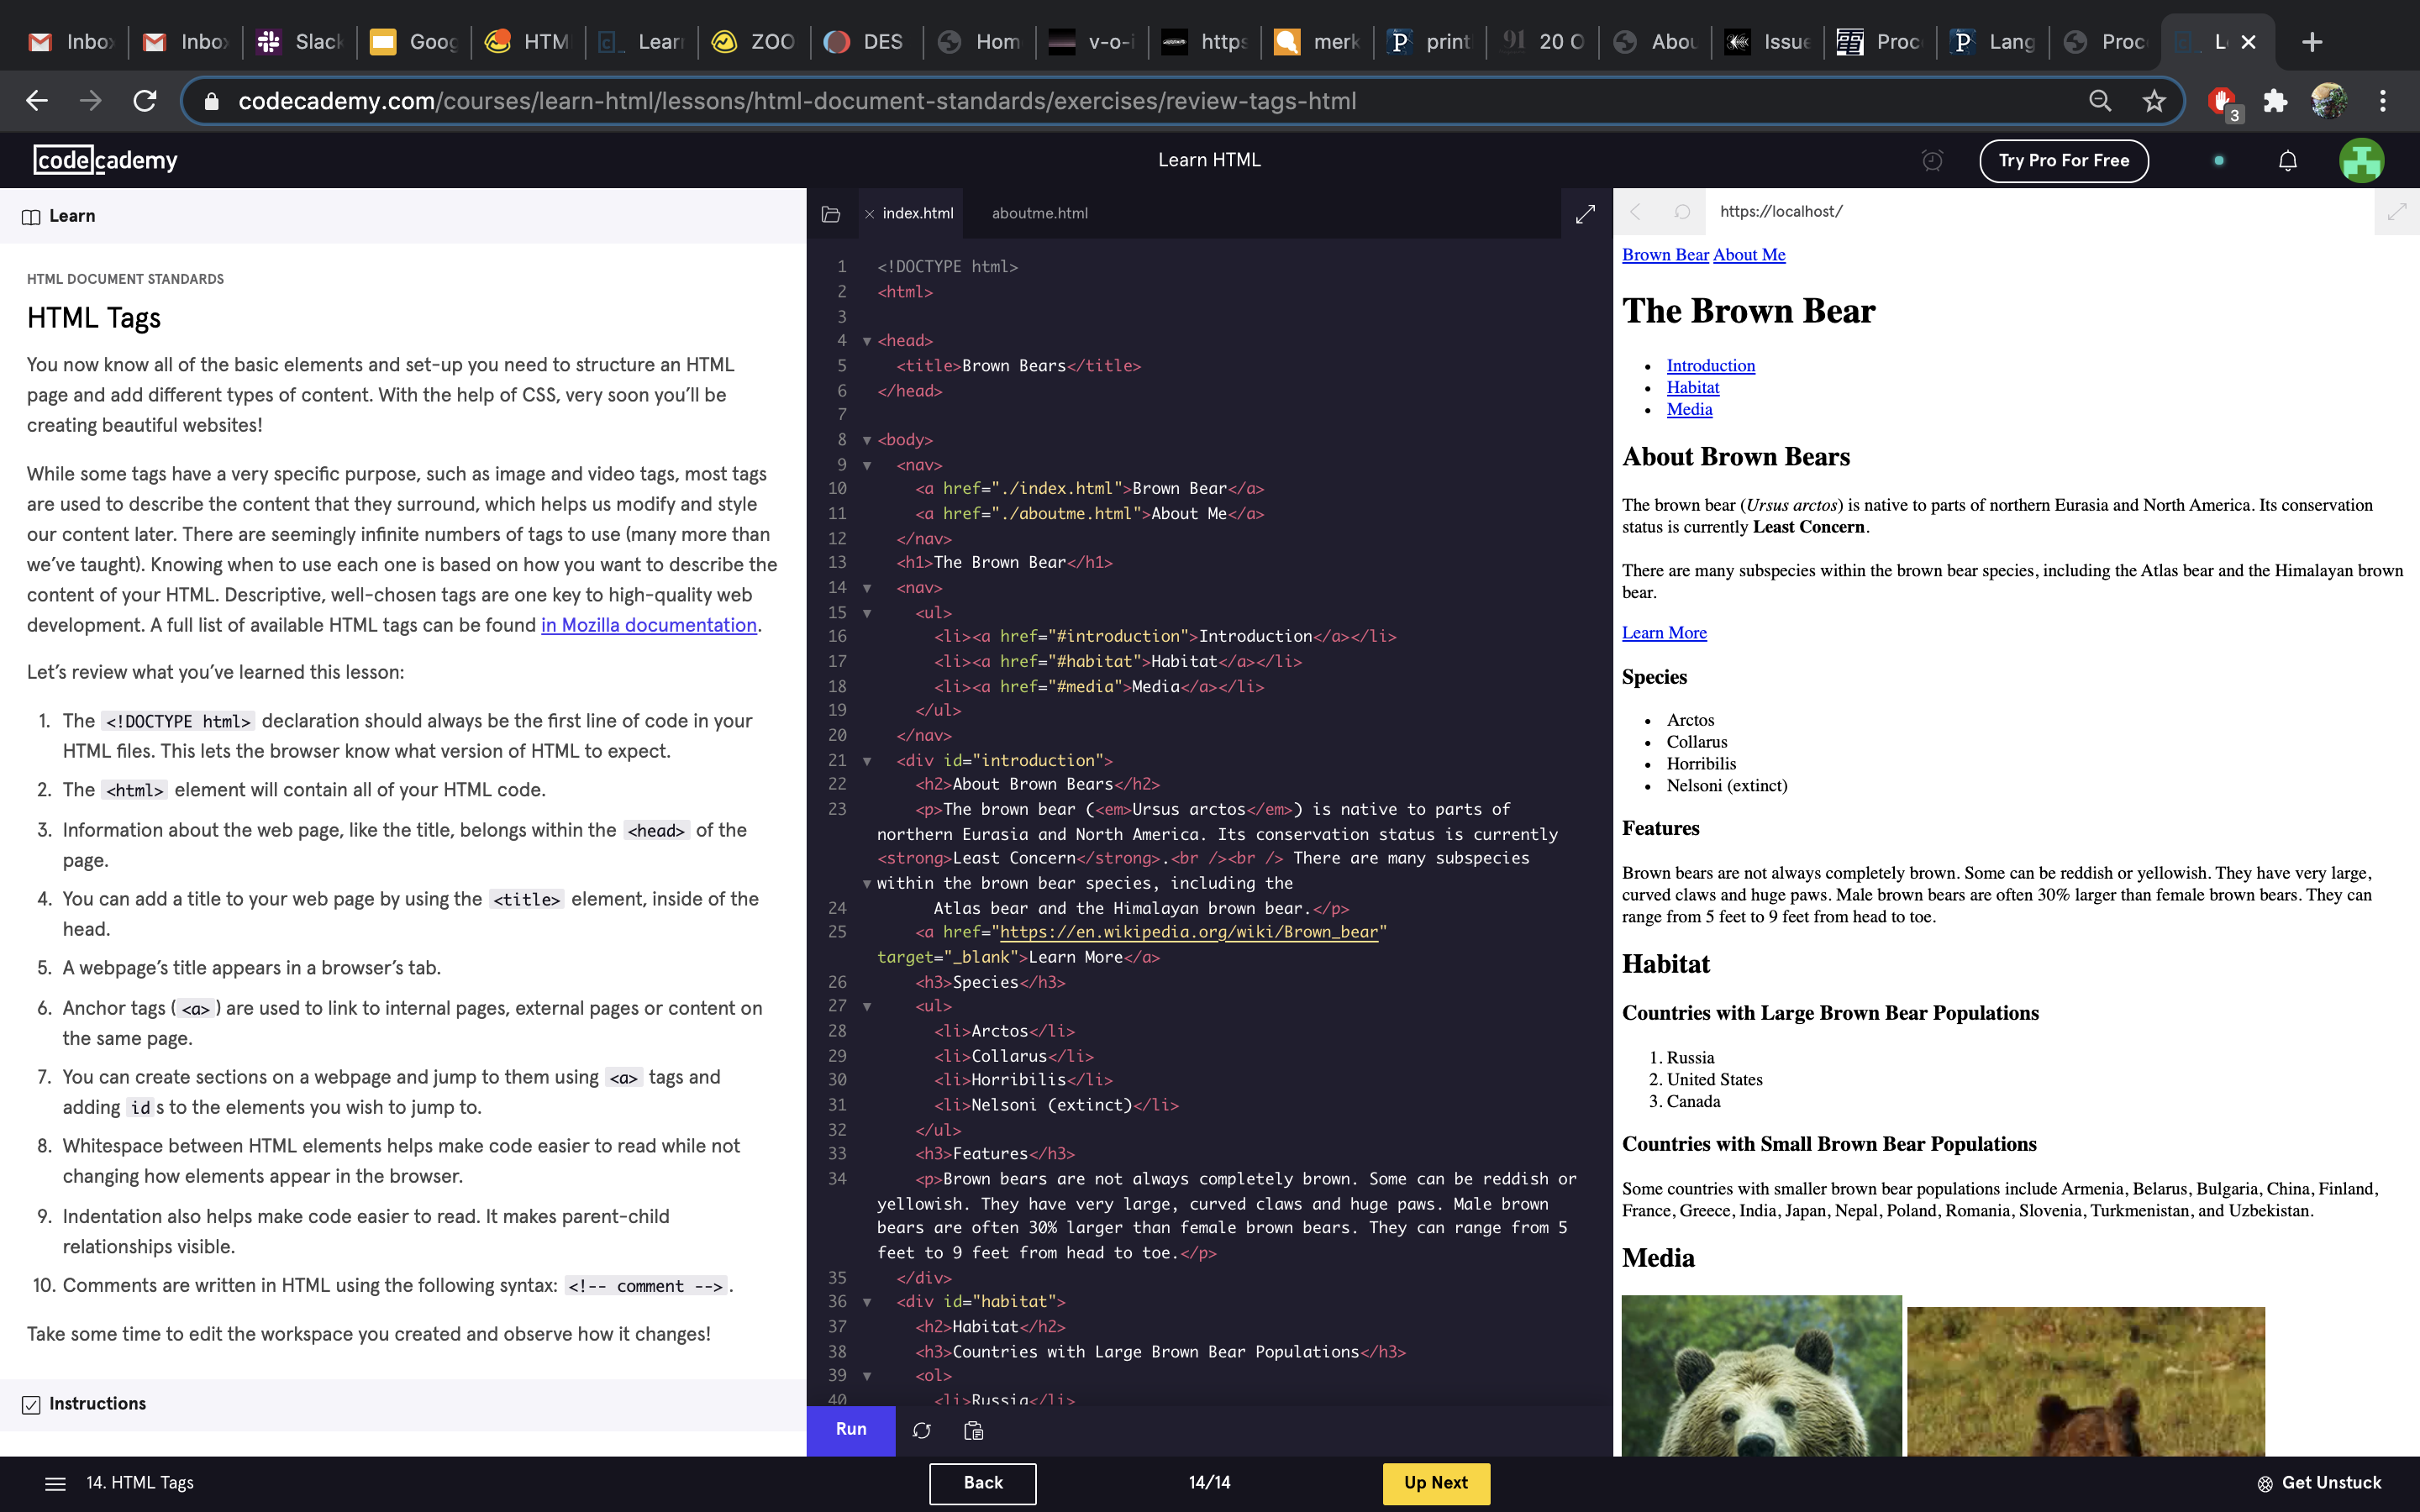 Inbox
Inbox
Slack
Goog
HTM
Lear
ZOO
DES
Hom
v-o-i
https
merk
print
20 O
Abou
Issue
Proc
Lang
Proc
L
codecademy.com/courses/learn-html/lessons/html-document-standards/exercises/review-tags-html
3
codecademy
Learn HTML
Try Pro For Free
Learn
HTML DOCUMENT STANDARDS
HTML Tags
You now know all of the basic elements and set-up you need to structure an HTML
page and add different types of content. With the help of CSS, very soon you’ll be
creating beautiful websites!
While some tags have a very specific purpose, such as image and video tags, most tags
are used to describe the content that they surround, which helps us modify and style
our content later. There are seemingly infinite numbers of tags to use (many more than
we’ve taught). Knowing when to use each one is based on how you want to describe the
content of your HTML. Descriptive, well-chosen tags are one key to high-quality web
development. A full list of available HTML tags can be found in Mozilla documentation.
Let’s review what you’ve learned this lesson:
1. The <!DOCTYPE html> declaration should always be the first line of code in your
HTML files. This lets the browser know what version of HTML to expect.
2. The <html> element will contain all of your HTML code.
3. Information about the web page, like the title, belongs within the <head> of the
page.
4. You can add a title to your web page by using the <title> element, inside of the
head.
5. A webpage’s title appears in a browser’s tab.
6. Anchor tags (<a>) are used to link to internal pages, external pages or content on
the same page.
7. You can create sections on a webpage and jump to them using <a> tags and
adding id s to the elements you wish to jump to.
8. Whitespace between HTML elements helps make code easier to read while not
changing how elements appear in the browser.
9. Indentation also helps make code easier to read. It makes parent-child
relationships visible.
10. Comments are written in HTML using the following syntax: <!-- comment -->.
Take some time to edit the workspace you created and observe how it changes!
Instructions
index.html
aboutme.html
1 <!DOCTYPE html>
2 <html>
3
4 <head>
5 <title>Brown Bears</title>
6 </head>
7
8 <body>
9 <nav>
10 <a href="./index.html">Brown Bear</a>
11 <a href="./aboutme.html">About Me</a>
12 </nav>
13 <h1>The Brown Bear</h1>
14 <nav>
15 <ul>
16 <li><a href="#introduction">Introduction</a></li>
17 <li><a href="#habitat">Habitat</a></li>
18 <li><a href="#media">Media</a></li>
19 </ul>
20 </nav>
21 <div id="introduction">
22 <h2>About Brown Bears</h2>
23 <p>The brown bear (<em>Ursus arctos</em>) is native to parts of
northern Eurasia and North America. Its conservation status is currently
<strong>Least Concern</strong>.<br /><br /> There are many subspecies
within the brown bear species, including the
24 Atlas bear and the Himalayan brown bear.</p>
25 <a href="https://en.wikipedia.org/wiki/Brown_bear"
target="_blank">Learn More</a>
26 <h3>Species</h3>
27 <ul>
28 <li>Arctos</li>
29 <li>Collarus</li>
30 <li>Horribilis</li>
31 <li>Nelsoni (extinct)</li>
32 </ul>
33 <h3>Features</h3>
34 <p>Brown bears are not always completely brown. Some can be reddish or
yellowish. They have very large, curved claws and huge paws. Male brown
bears are often 30% larger than female brown bears. They can range from 5
feet to 9 feet from head to toe.</p>
35 </div>
36 <div id="habitat">
37 <h2>Habitat</h2>
38 <h3>Countries with Large Brown Bear Populations</h3>
39 <ol>
40 <li>Russia</li>
Run
https://localhost/
Brown Bear About Me
The Brown Bear
Introduction
Habitat
Media
About Brown Bears
The brown bear (Ursus arctos) is native to parts of northern Eurasia and North America. Its conservation
status is currently Least Concern.
There are many subspecies within the brown bear species, including the Atlas bear and the Himalayan brown
bear.
Learn More
Species
Arctos
Collarus
Horribilis
Nelsoni (extinct)
Features
Brown bears are not always completely brown. Some can be reddish or yellowish. They have very large,
curved claws and huge paws. Male brown bears are often 30% larger than female brown bears. They can
range from 5 feet to 9 feet from head to toe.
Habitat
Countries with Large Brown Bear Populations
1. Russia
2. United States
3. Canada
Countries with Small Brown Bear Populations
Some countries with smaller brown bear populations include Armenia, Belarus, Bulgaria, China, Finland,
France, Greece, India, Japan, Nepal, Poland, Romania, Slovenia, Turkmenistan, and Uzbekistan.
Media
14. HTML Tags
Back
14/14
Up Next
Get Unstuck